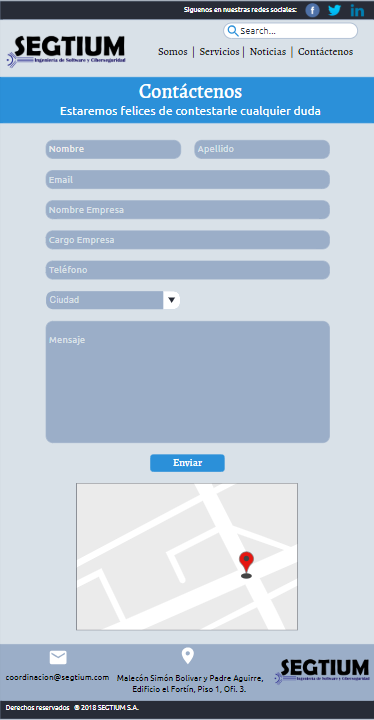 Siguenos en nuestras redes sociales:
SEGTIUM
Ingeniería de Software y Ciberseguridad
Search...
Somos | Servicios | Noticias | Contáctenos
Contáctenos
Estaremos felices de contestarle cualquier duda
Nombre
Apellido
Email
Nombre Empresa
Cargo Empresa
Teléfono
Ciudad
Mensaje
Enviar
coordinacion@segtium.com
Malecón Simón Bolivar y Padre Aguirre,
Edificio el Fortín, Piso 1, Ofi. 3.
SEGTIUM
Ingeniería de Software y Ciberseguridad
Derechos reservados ® 2018 SEGTIUM S.A.